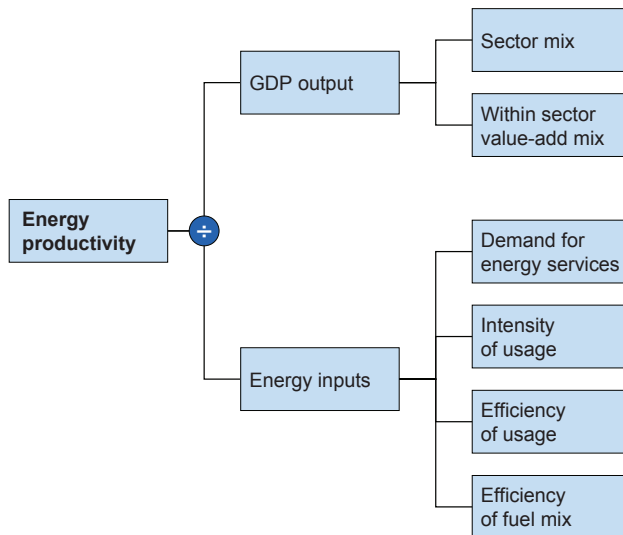 Energy
productivity
÷
GDP output
Sector mix
Within sector
value-add mix
Energy inputs
Demand for
energy services
Intensity
of usage
Efficiency
of usage
Efficiency
of fuel mix